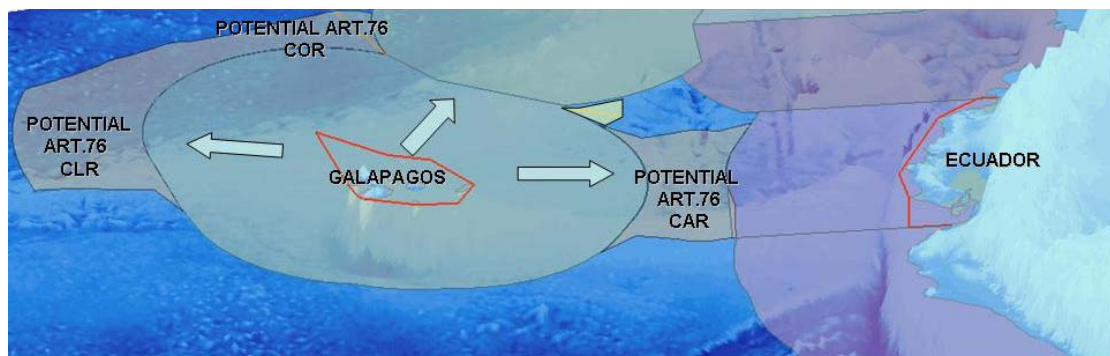 POTENTIAL ART.76
COR
POTENTIAL
ART.76
CLR
GALAPAGOS
POTENTIAL
ART.76
CAR
ECUADOR